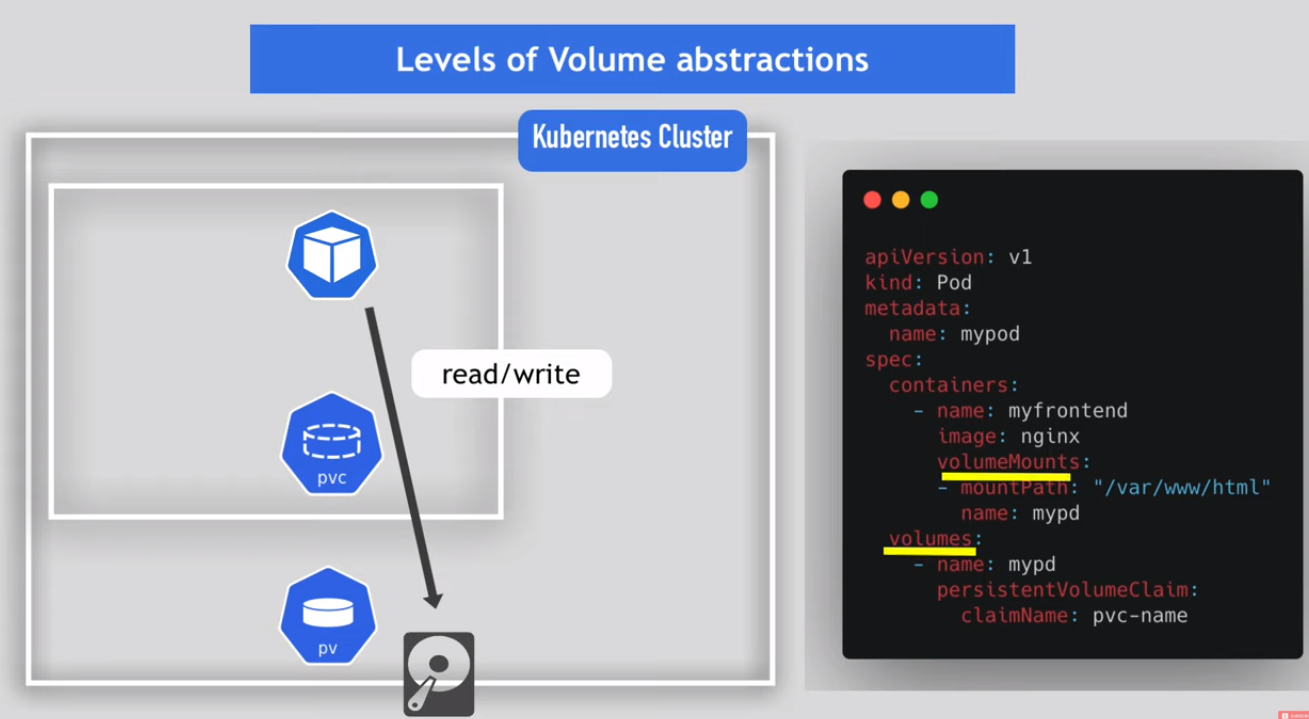 Levels of Volume abstractions
Kubernetes Cluster
read/write
pvc
pv
apiVersion: v1
kind: Pod
metadata:
  name: mypod
spec:
  containers:
    - name: myfrontend
      image: nginx
      volumeMounts:
      - mountPath: "/var/www/html"
        name: mypd
  volumes:
    - name: mypd
      persistentVolumeClaim:
        claimName: pvc-name